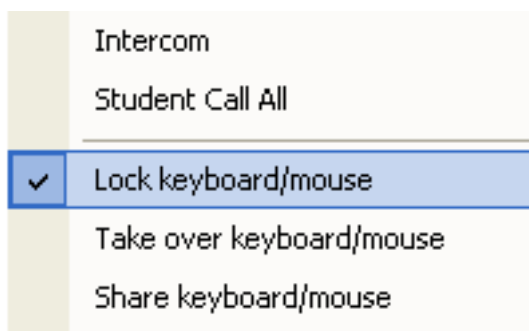 Intercom
Student Call All
Lock keyboard/mouse
Take over keyboard/mouse
Share keyboard/mouse